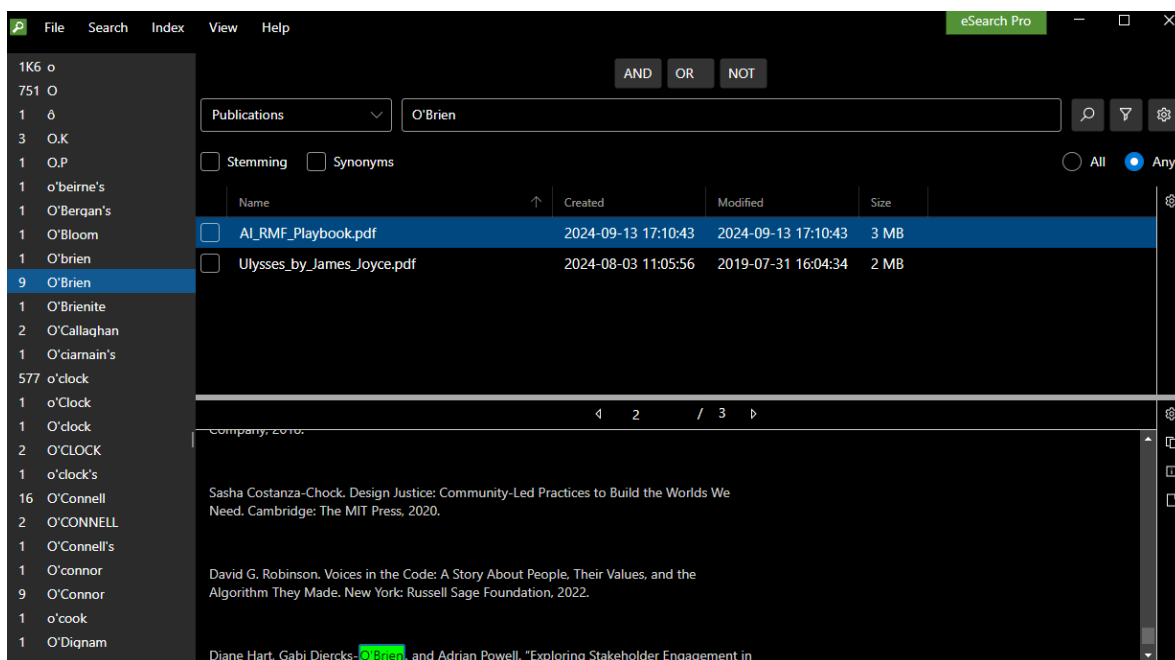 File Search Index View Help eSearch Pro
1K6 o
751 O
1 ô
3 O.K
1 O.P
1 o'beirne's
1 O'Bergan's
1 O'Bloom
1 O'brien
9 O'Brien
1 O'Brienite
2 O'Callaghan
1 O'ciarnain's
577 o'clock
1 o'Clock
1 O'clock
2 O'CLOCK
1 o'clock's
16 O'Connell
2 O'CONNELL
1 O'Connell's
1 O'connor
9 O'Connor
1 o'cook
1 O'Dignam
AND OR NOT
Publications O'Brien
Stemming Synonyms All Any
Name Created Modified Size
AI_RMF_Playbook.pdf 2024-09-13 17:10:43 2024-09-13 17:10:43 3 MB
Ulysses_by_James_Joyce.pdf 2024-08-03 11:05:56 2019-07-31 16:04:34 2 MB
2 / 3
Company, 2016.
Sasha Costanza-Chock. Design Justice: Community-Led Practices to Build the Worlds We
Need. Cambridge: The MIT Press, 2020.
David G. Robinson. Voices in the Code: A Story About People, Their Values, and the
Algorithm They Made. New York: Russell Sage Foundation, 2022.
Diane Hart, Gabi Diercks-O'Brien, and Adrian Powell. "Exploring Stakeholder Engagement in